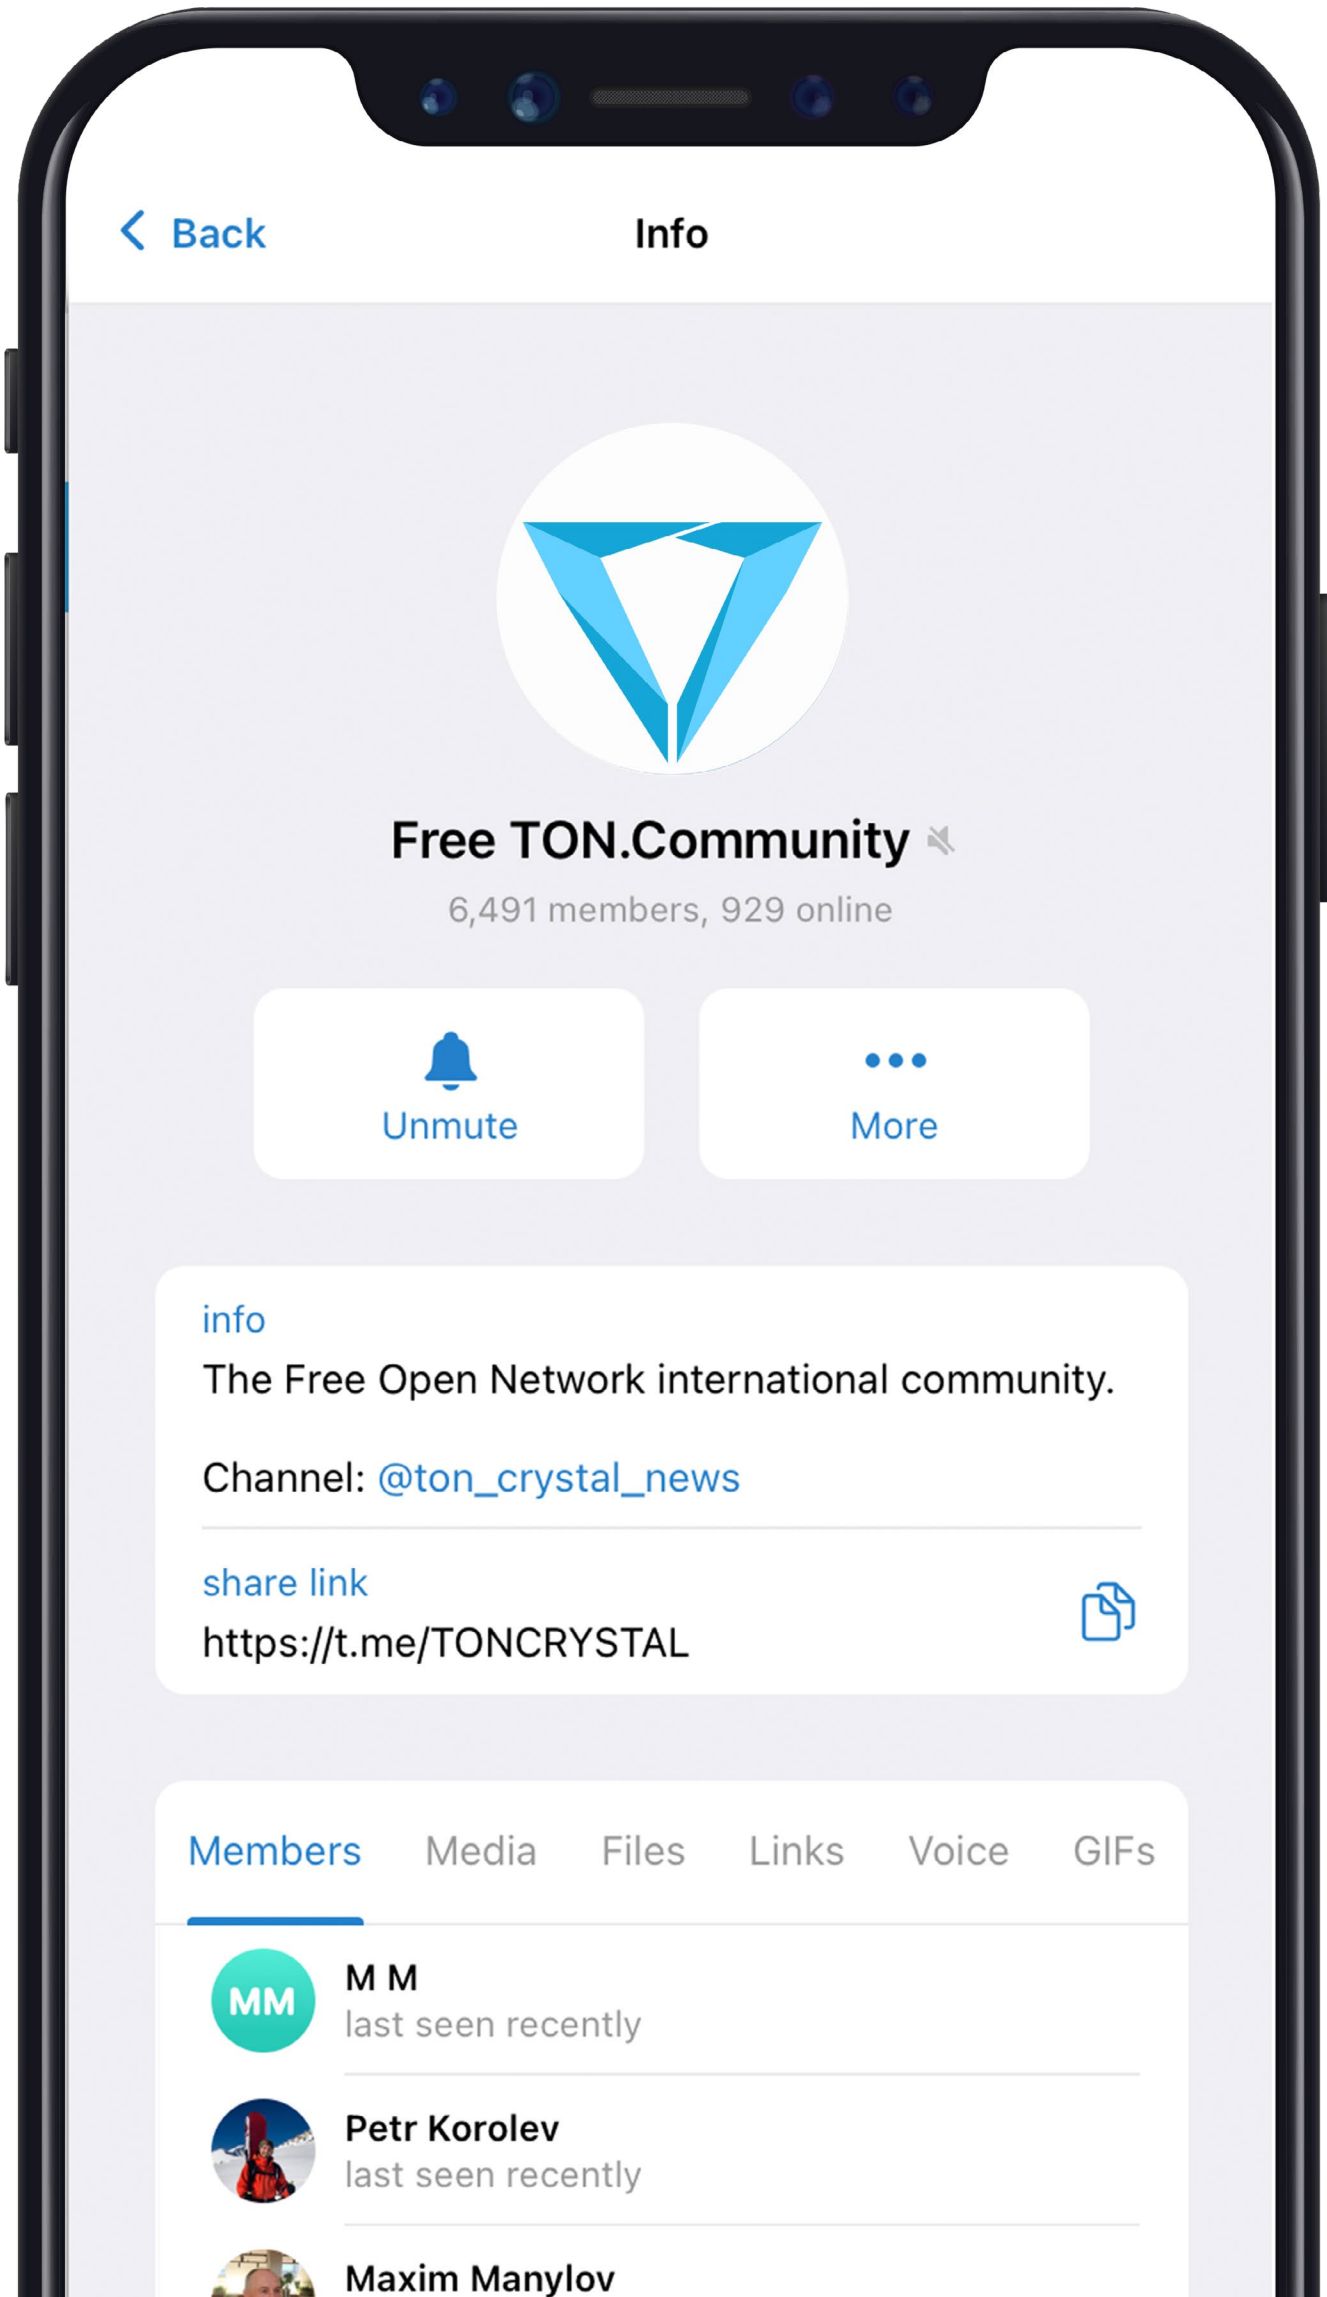 Back
Info
Free TON.Community
6,491 members, 929 online
Unmute
More
info
The Free Open Network international community.
Channel: @ton_crystal_news
share link
https://t.me/TONCRYSTAL
Members Media Files Links Voice GIFs
MM
M M
last seen recently
Petr Korolev
last seen recently
Maxim Manylov